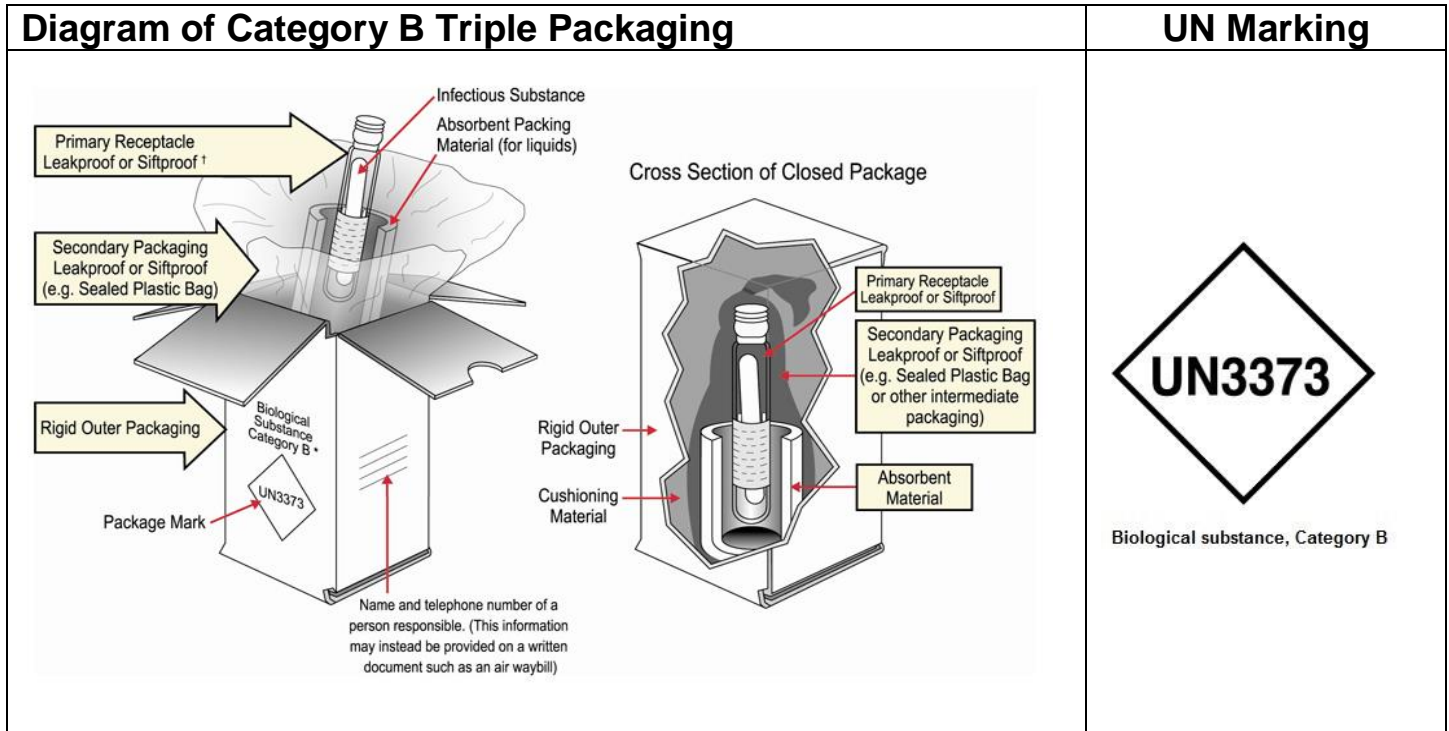 Diagram of Category B Triple Packaging
UN Marking
Infectious Substance
Absorbent Packing
Material (for liquids)
Primary Receptacle
Leakproof or Siftproof †
Secondary Packaging
Leakproof or Siftproof
(e.g. Sealed Plastic Bag)
Rigid Outer Packaging
Biological
Substance
Category B *
UN3373
Package Mark
Name and telephone number of a
person responsible. (This information
may instead be provided on a written
document such as an air waybill)
Cross Section of Closed Package
Primary Receptacle
Leakproof or Siftproof
Secondary Packaging
Leakproof or Siftproof
(e.g. Sealed Plastic Bag
or other intermediate
packaging)
Rigid Outer
Packaging
Cushioning
Material
Absorbent
Material
UN3373
Biological substance, Category B